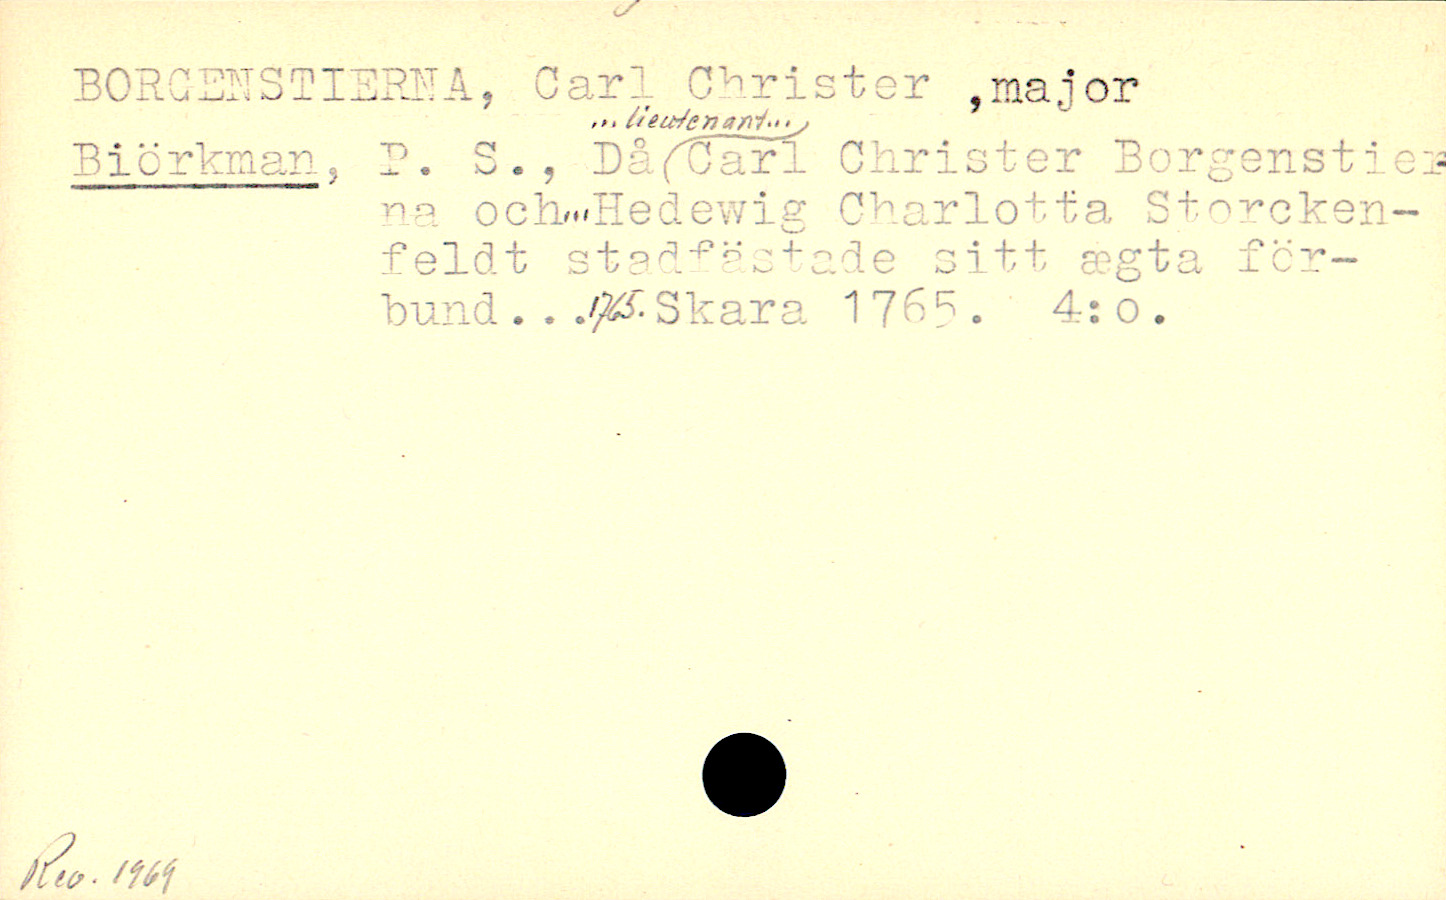 BORGENSTIERNA, Carl Christer ,major
...lieutenant...
Biörkman, P. S., Då Carl Christer Borgenstier-
na och...Hedewig Charlotta Storcken-
feldt stadfästade sitt ægta för-
bund...1765. Skara 1765. 4:o.
Rev. 1969